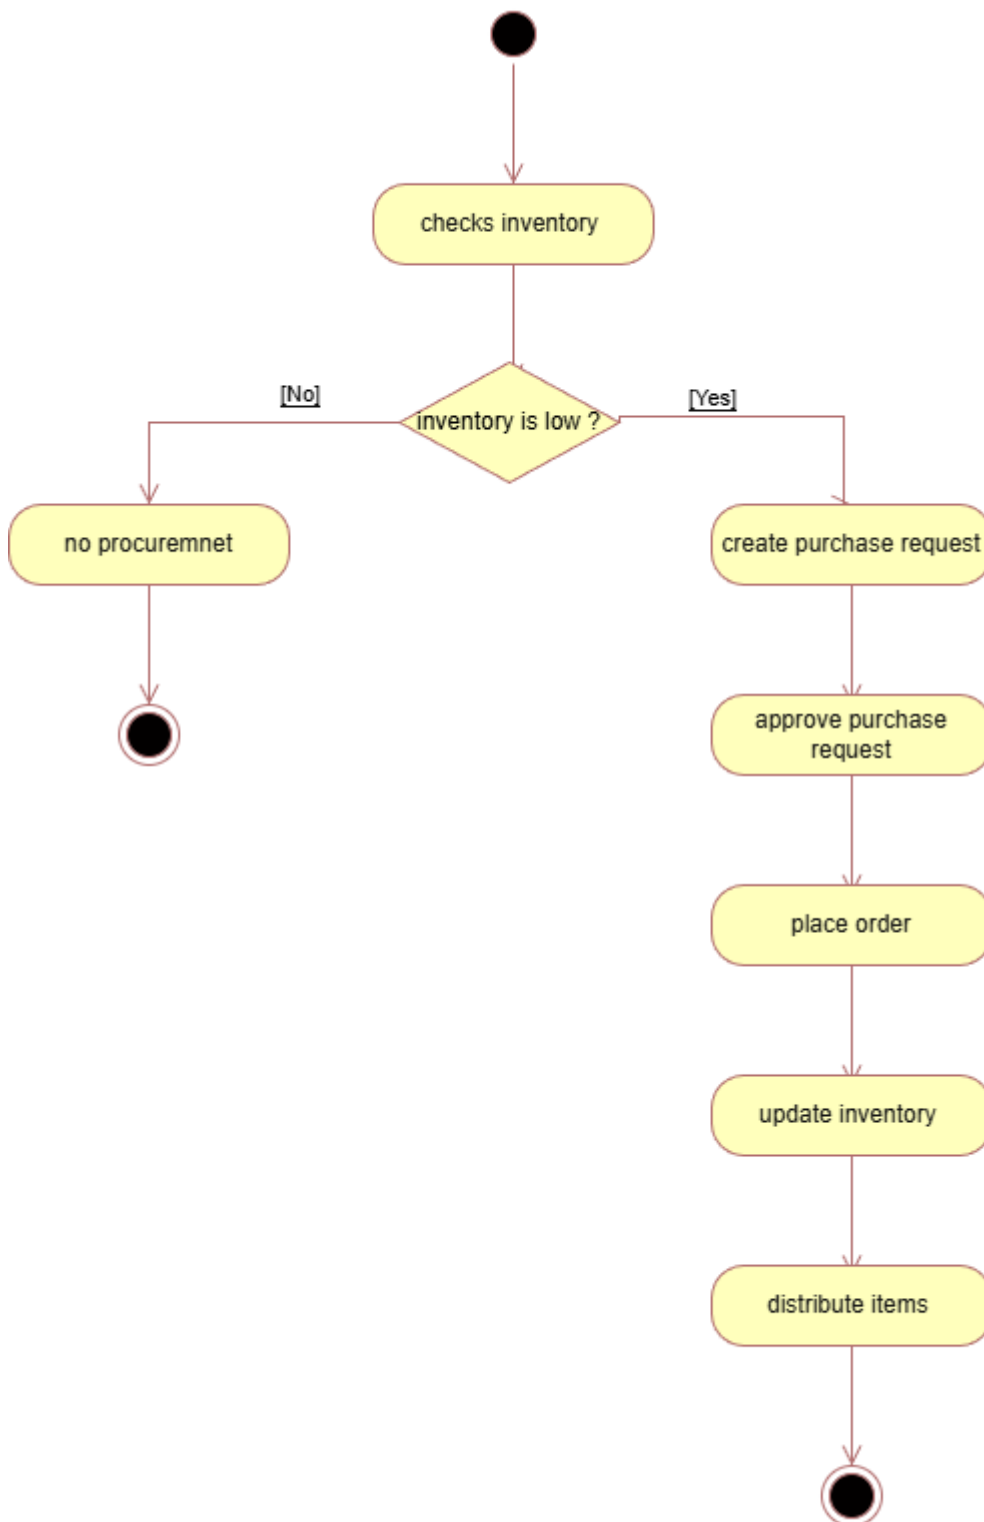 checks inventory
inventory is low ?
[No]
[Yes]
no procuremnet
create purchase request
approve purchase
request
place order
update inventory
distribute items